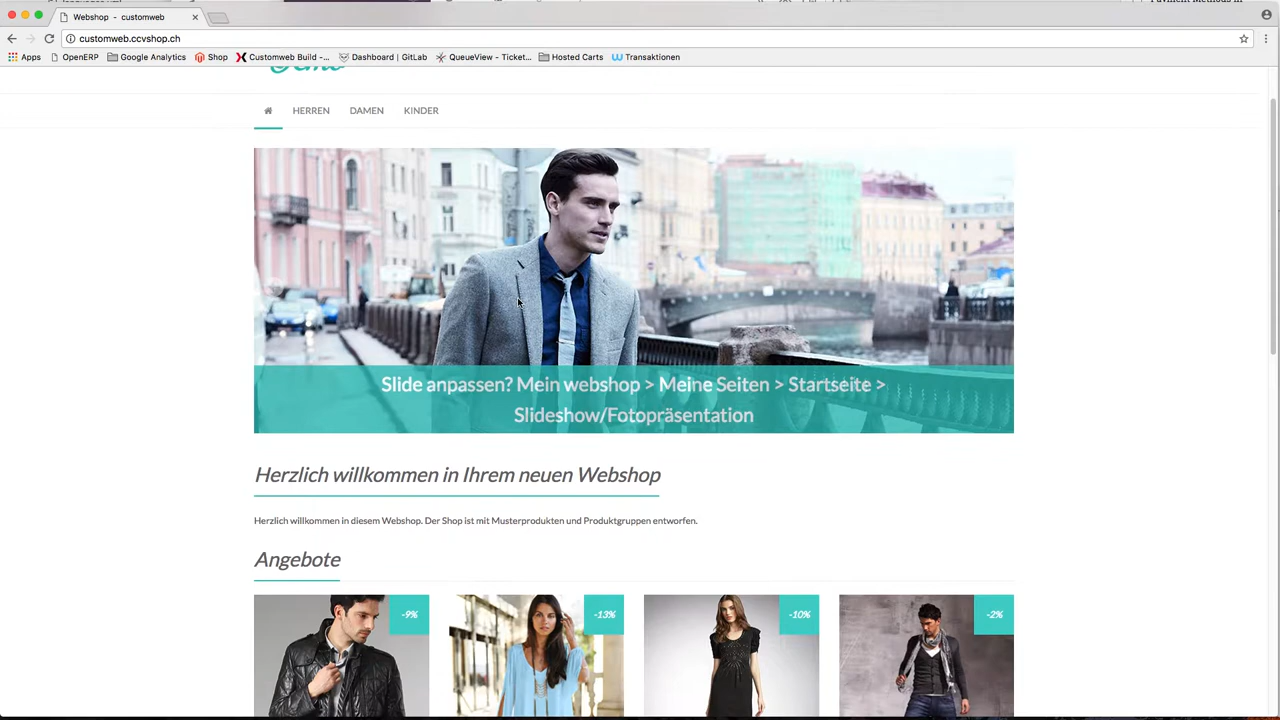 Webshop - customweb
customweb.ccvshop.ch
Apps OpenERP Google Analytics Shop Customweb Build -... Dashboard | GitLab QueueView - Ticket... Hosted Carts Transaktionen
HERREN DAMEN KINDER
Slide anpassen? Mein webshop > Meine Seiten > Startseite >
Slideshow/Fotopräsentation
Herzlich willkommen in Ihrem neuen Webshop
Herzlich willkommen in diesem Webshop. Der Shop ist mit Musterprodukten und Produktgruppen entworfen.
Angebote
-9% -13% -10% -2%